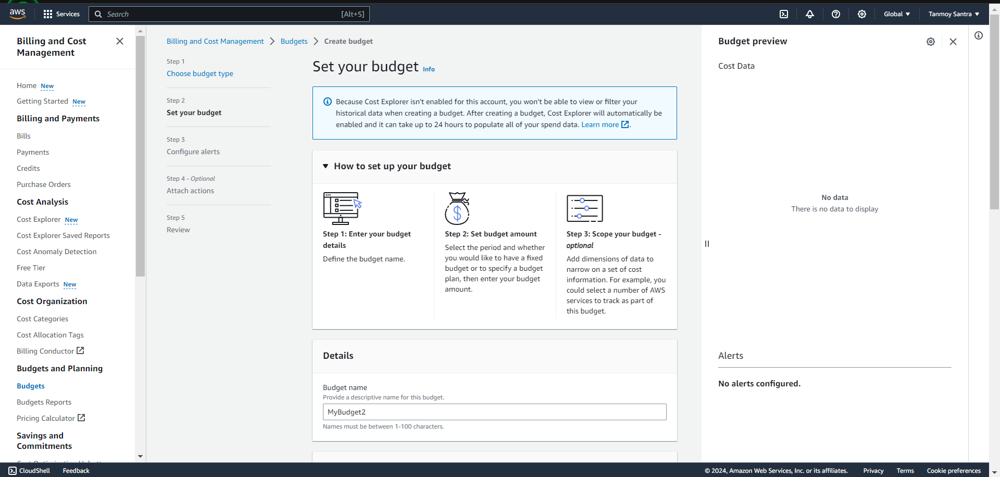 aws
Services
Search
[Alt+S]
Global
Tanmoy Santra
Billing and Cost
Management
Home New
Getting Started New
Billing and Payments
Bills
Payments
Credits
Purchase Orders
Cost Analysis
Cost Explorer New
Cost Explorer Saved Reports
Cost Anomaly Detection
Free Tier
Data Exports New
Cost Organization
Cost Categories
Cost Allocation Tags
Billing Conductor
Budgets and Planning
Budgets
Budgets Reports
Pricing Calculator
Savings and
Commitments
Billing and Cost Management > Budgets > Create budget
Step 1
Choose budget type
Step 2
Set your budget
Step 3
Configure alerts
Step 4 - Optional
Attach actions
Step 5
Review
Set your budget Info
Because Cost Explorer isn't enabled for this account, you won't be able to view or filter your
historical data when creating a budget. After creating a budget, Cost Explorer will automatically be
enabled and it can take up to 24 hours to populate all of your spend data. Learn more.
How to set up your budget
Step 1: Enter your budget
details
Define the budget name.
Step 2: Set budget amount
Select the period and whether
you would like to have a fixed
budget or to specify a budget
plan, then enter your budget
amount.
Step 3: Scope your budget -
optional
Add dimensions of data to
narrow on a set of cost
information. For example, you
could select a number of AWS
services to track as part of
this budget.
Details
Budget name
Provide a descriptive name for this budget.
MyBudget2
Names must be between 1-100 characters.
Budget preview
Cost Data
No data
There is no data to display
Alerts
No alerts configured.
CloudShell
Feedback
© 2024, Amazon Web Services, Inc. or its affiliates.
Privacy
Terms
Cookie preferences